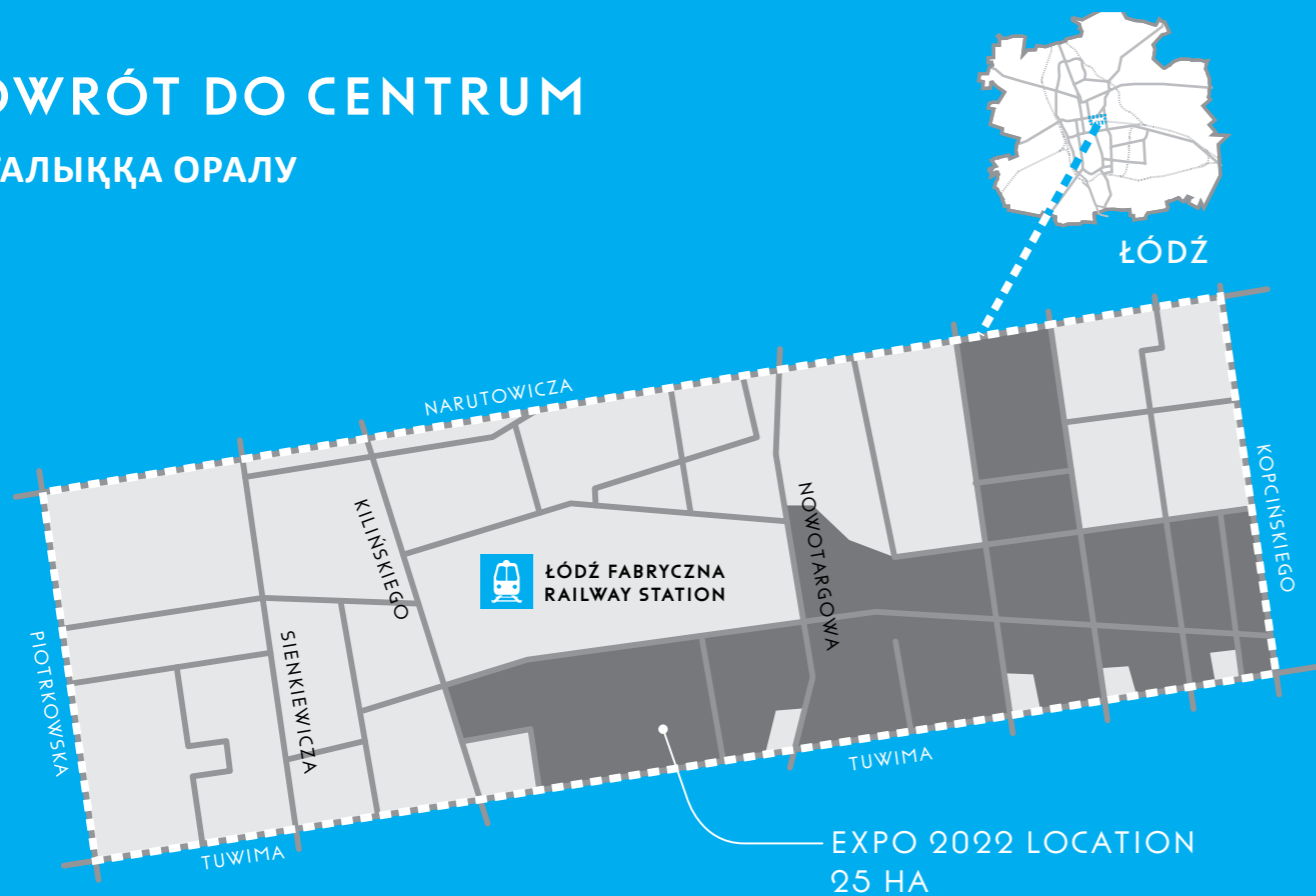 OWRÓT DO CENTRUM
ТАЛЫҚҚА ОРАЛУ
ŁÓDŹ
NARUTOWICZA
KOPCIŃSKIEGO
KILIŃSKIEGO
NOWOTARGOWA
ŁÓDŹ FABRYCZNA
RAILWAY STATION
PIOTRKOWSKA
SIENKIEWICZA
TUWIMA
TUWIMA
EXPO 2022 LOCATION
25 HA